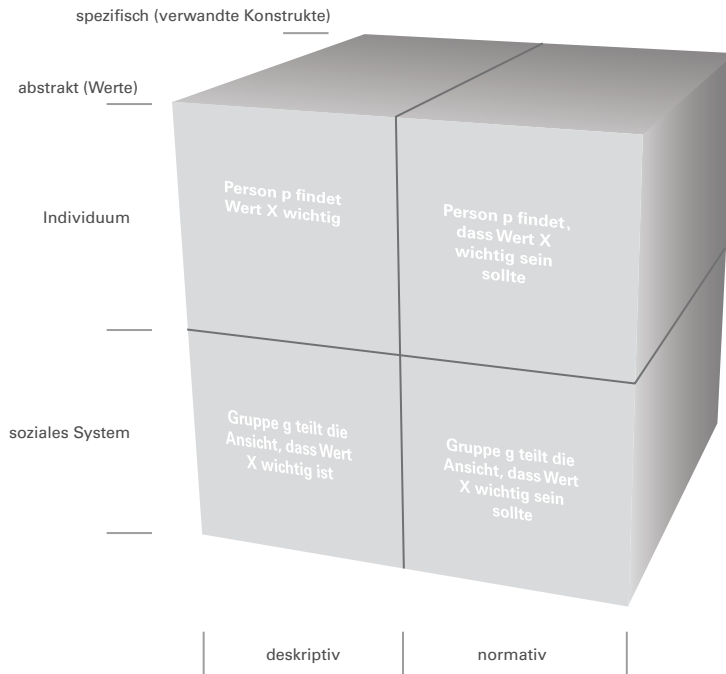 spezifisch (verwandte Konstrukte)
abstrakt (Werte)
Individuum
Person p findet
Wert X wichtig
Person p findet,
dass Wert X
wichtig sein
sollte
soziales System
Gruppe g teilt die
Ansicht, dass Wert
X wichtig ist
Gruppe g teilt die
Ansicht, dass Wert
X wichtig sein
sollte
deskriptiv
normativ